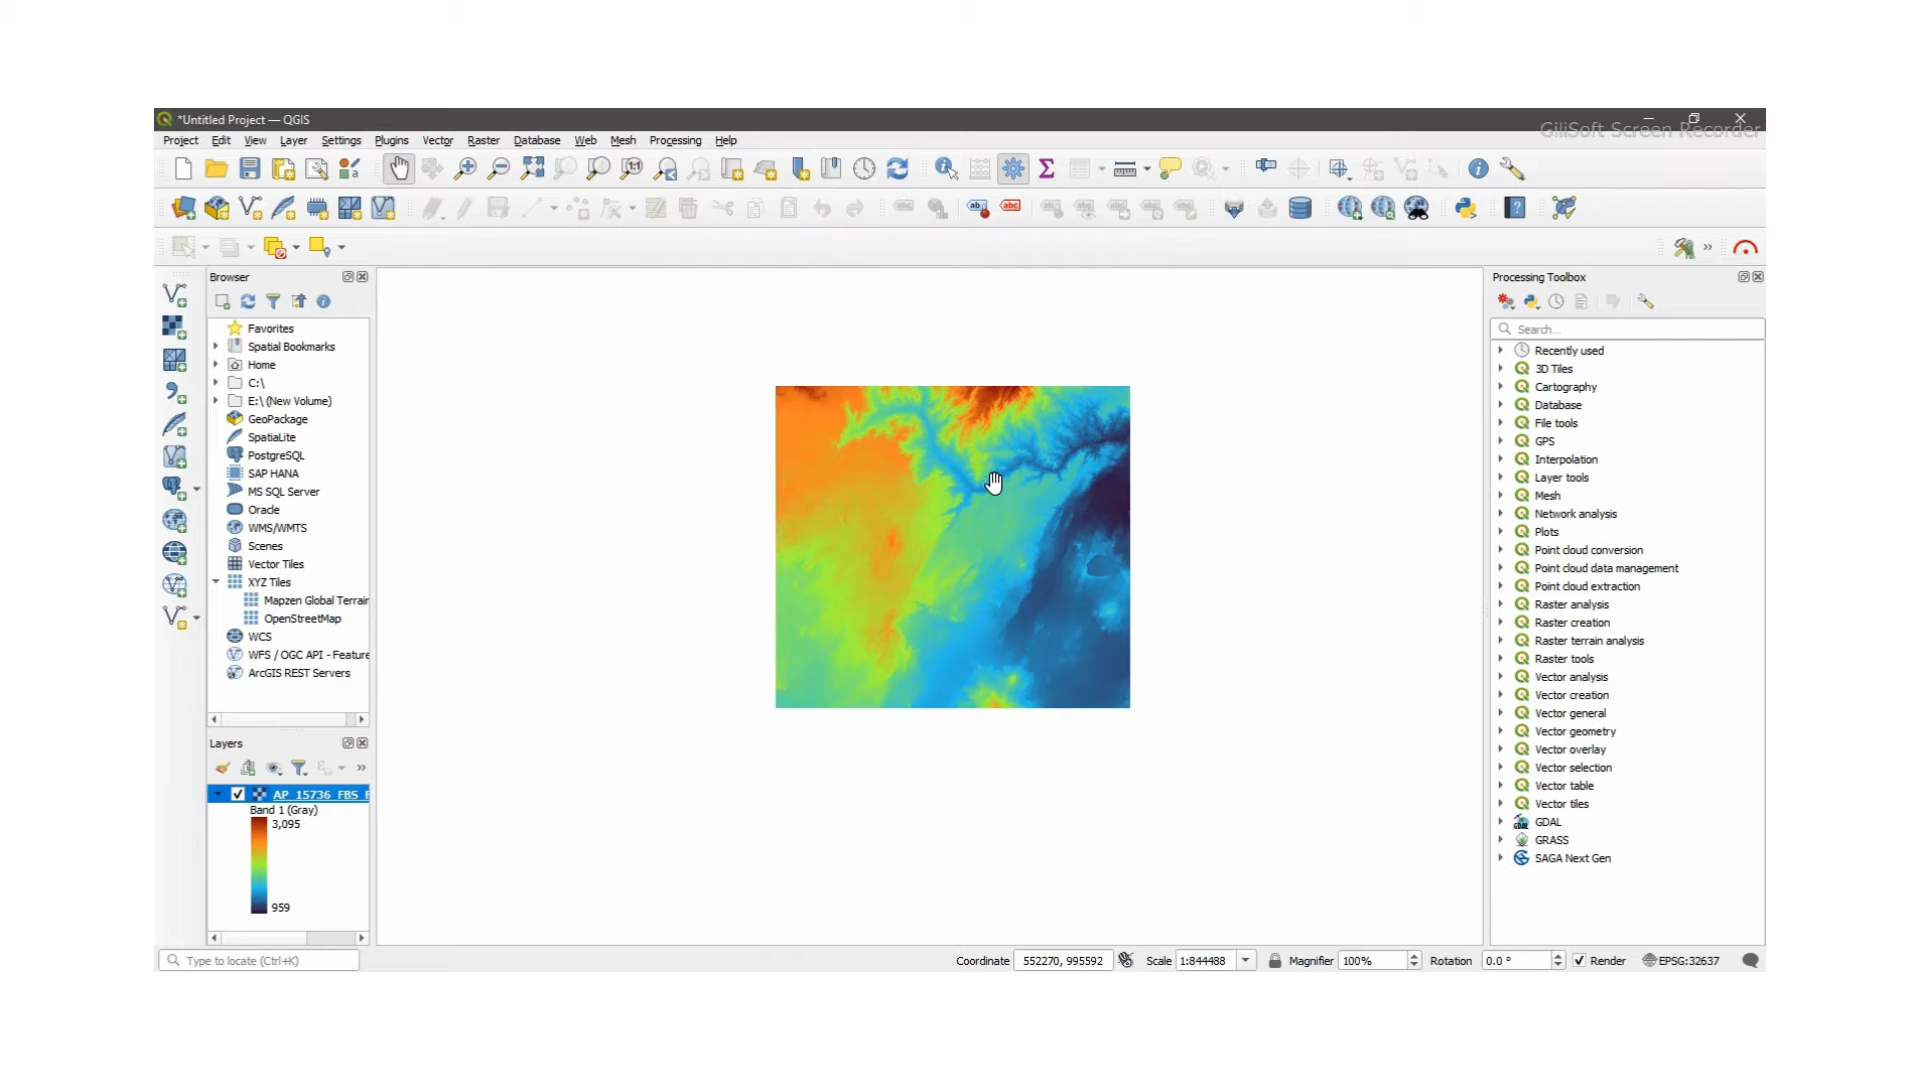 *Untitled Project — QGIS
GiliSoft Screen Recorder
Project Edit View Layer Settings Plugins Vector Raster Database Web Mesh Processing Help
Browser
Favorites
Spatial Bookmarks
Home
C:\
E:\ (New Volume)
GeoPackage
SpatiaLite
PostgreSQL
SAP HANA
MS SQL Server
Oracle
WMS/WMTS
Scenes
Vector Tiles
XYZ Tiles
Mapzen Global Terrain
OpenStreetMap
WCS
WFS / OGC API - Feature
ArcGIS REST Servers
Layers
AP_15736_FBS_F
Band 1 (Gray)
3,095
959
Processing Toolbox
Search...
Recently used
3D Tiles
Cartography
Database
File tools
GPS
Interpolation
Layer tools
Mesh
Network analysis
Plots
Point cloud conversion
Point cloud data management
Point cloud extraction
Raster analysis
Raster creation
Raster terrain analysis
Raster tools
Vector analysis
Vector creation
Vector general
Vector geometry
Vector overlay
Vector selection
Vector table
Vector tiles
GDAL
GRASS
SAGA Next Gen
Type to locate (Ctrl+K)
Coordinate 552270, 995592 Scale 1:844488 Magnifier 100% Rotation 0.0 ° Render EPSG:32637